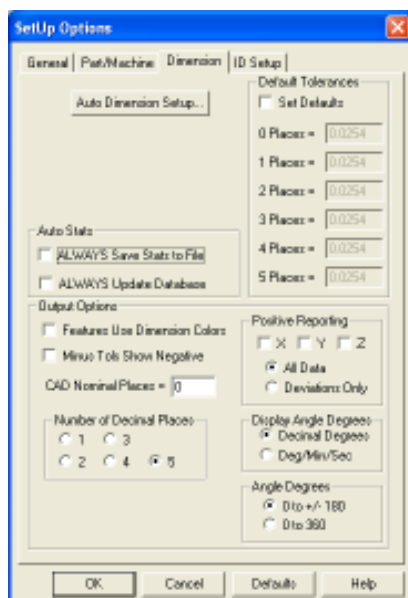 SetUp Options
General
Part/Machine
Dimension
ID Setup
Auto Dimension Setup...
Default Tolerances
Set Defaults
0 Places = 0.0254
1 Places = 0.0254
2 Places = 0.0254
3 Places = 0.0254
4 Places = 0.0254
5 Places = 0.0254
Auto Stats
ALWAYS Save Stats to File
ALWAYS Update Database
Output Options
Features Use Dimension Colors
Minus Tols Show Negative
CAD Nominal Places = 0
Number of Decimal Places
1 3
2 4 5
Positive Reporting
X Y Z
All Data
Deviations Only
Display Angle Degrees
Decimal Degrees
Deg/Min/Sec
Angle Degrees
0 to +/- 180
0 to 360
OK Cancel Defaults Help